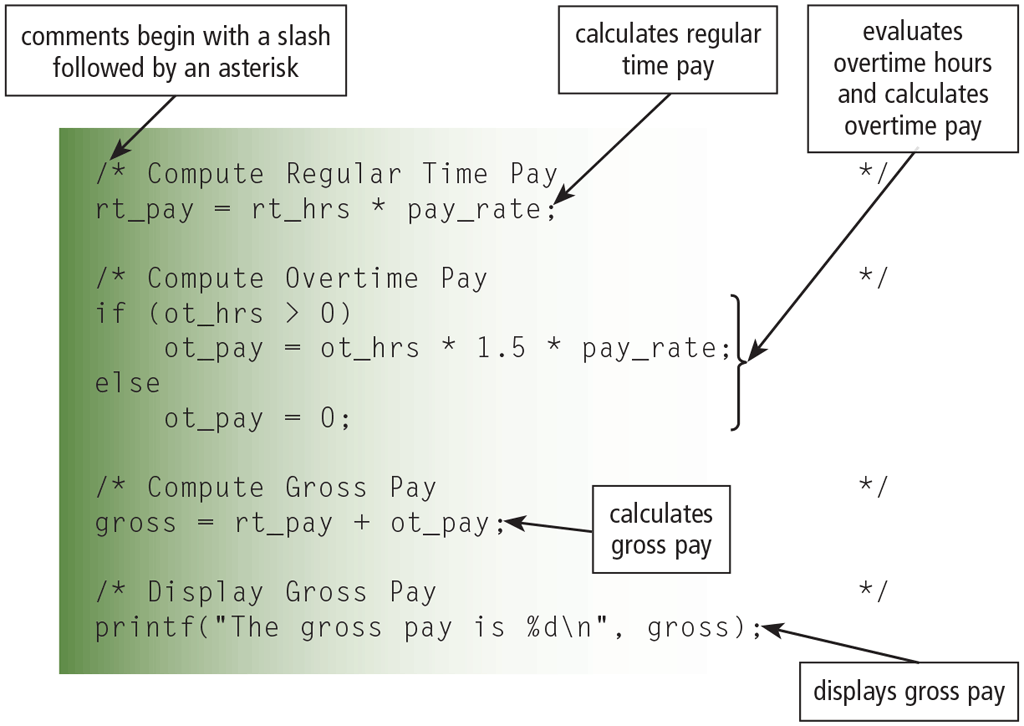 comments begin with a slash
followed by an asterisk
calculates regular
time pay
evaluates
overtime hours
and calculates
overtime pay
/* Compute Regular Time Pay */
rt_pay = rt_hrs * pay_rate;
/* Compute Overtime Pay */
if (ot_hrs > 0)
ot_pay = ot_hrs * 1.5 * pay_rate;
else
ot_pay = 0;
/* Compute Gross Pay */
gross = rt_pay + ot_pay;
calculates
gross pay
/* Display Gross Pay */
printf("The gross pay is %d\n", gross);
displays gross pay